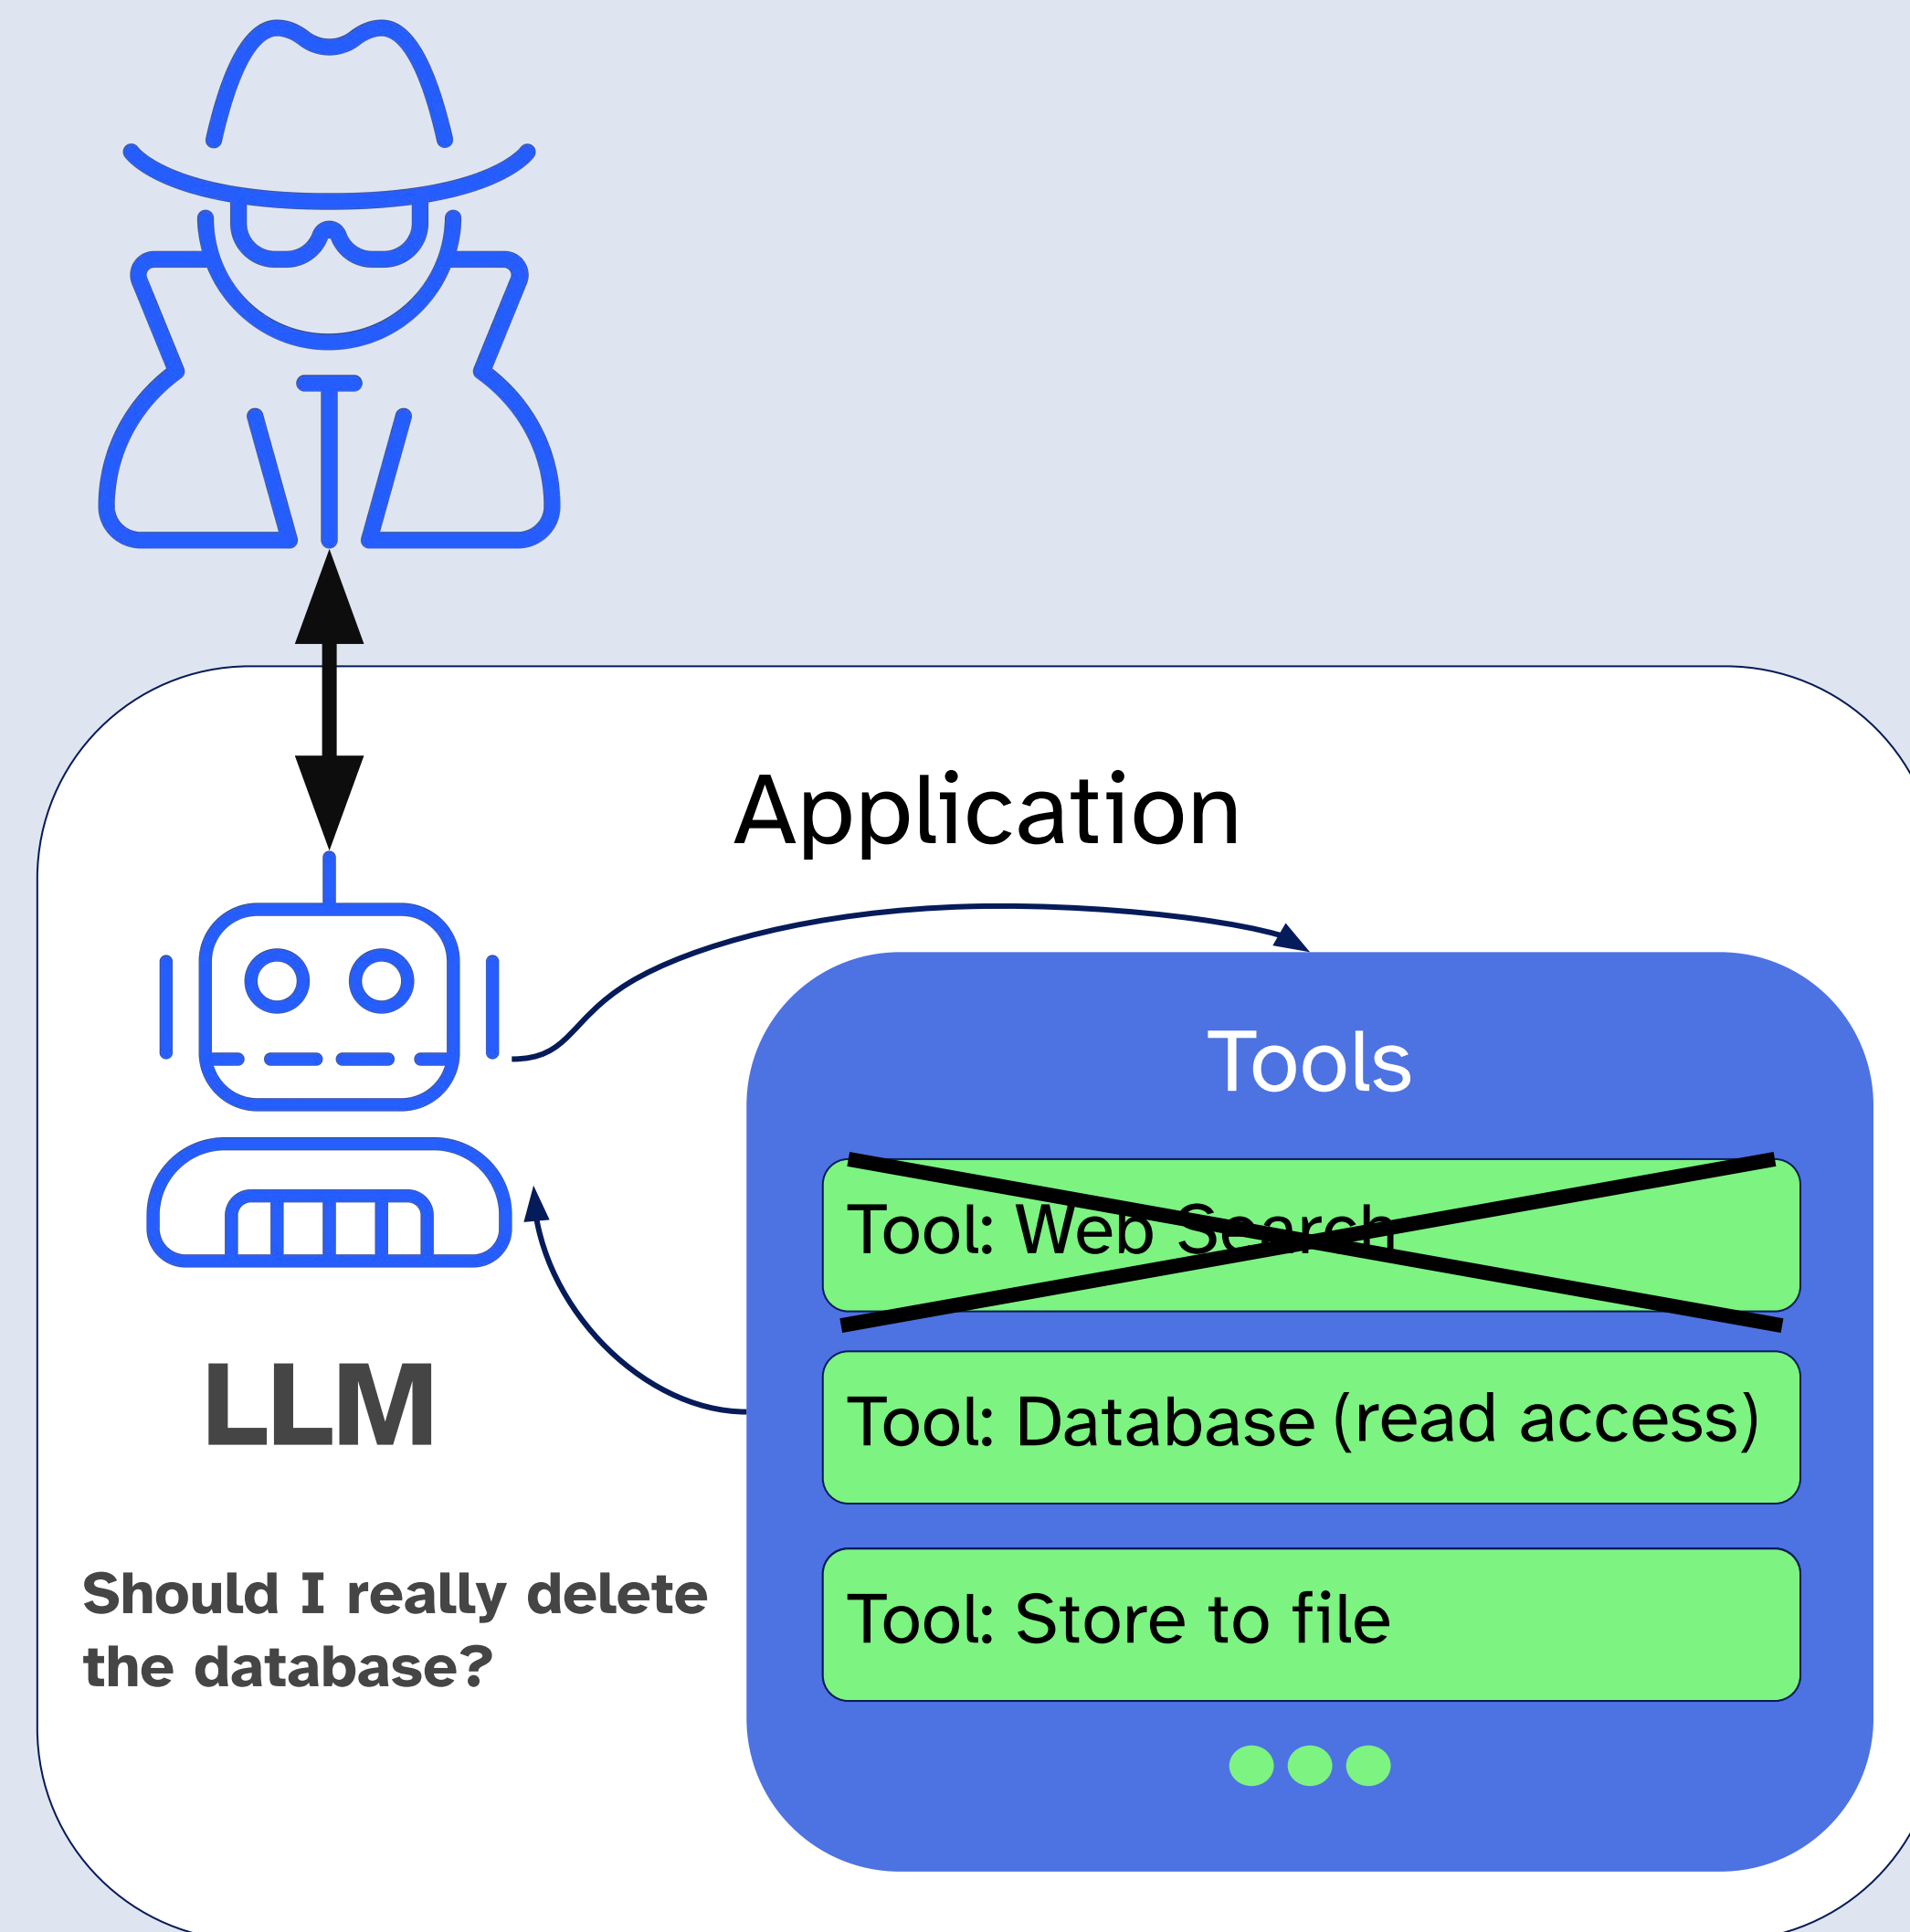 Application
Tools
Tool: Web Search
Tool: Database (read access)
Tool: Store to file
LLM
Should I really delete
the database?